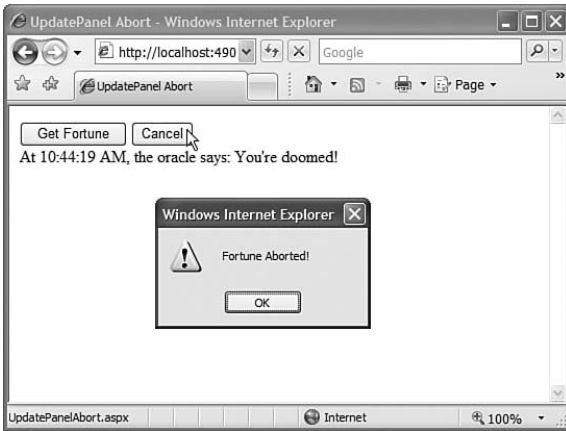 UpdatePanel Abort - Windows Internet Explorer
http://localhost:490
Google
UpdatePanel Abort
Page
»
Get Fortune
Cancel
At 10:44:19 AM, the oracle says: You're doomed!
Windows Internet Explorer
Fortune Aborted!
OK
UpdatePanelAbort.aspx
Internet
100%